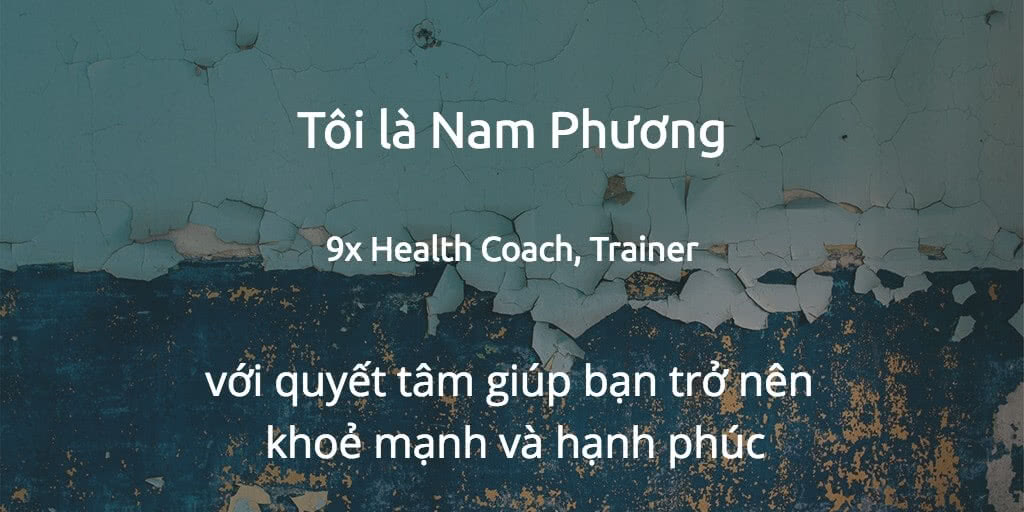 Tôi là Nam Phương
9x Health Coach, Trainer
với quyết tâm giúp bạn trở nên
khoẻ mạnh và hạnh phúc